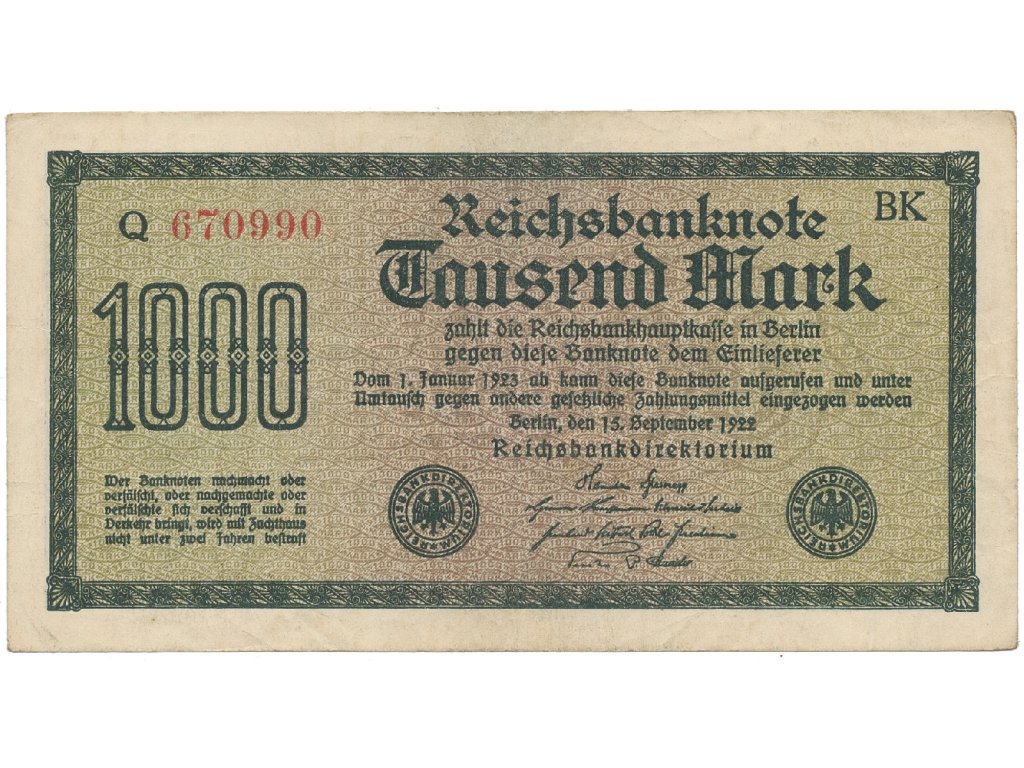 Q 670990
Reichsbanknote
BK
Tausend Mark
1000
zahlt die Reichsbankhauptkasse in Berlin
gegen diese Banknote dem Einlieferer
Vom 1. Januar 1923 ab kann diese Banknote aufgerufen und unter
Umtausch gegen andere gesetzliche Zahlungsmittel eingezogen werden
Berlin, den 15. September 1922
Reichsbankdirektorium
Wer Banknoten nachmacht oder
verfälscht, oder nachgemachte oder
verfälschte sich verschafft und in
Verkehr bringt, wird mit Zuchthaus
nicht unter zwei Jahren bestraft
REICHSBANKDIREKTORIUM
REICHSBANKDIREKTORIUM